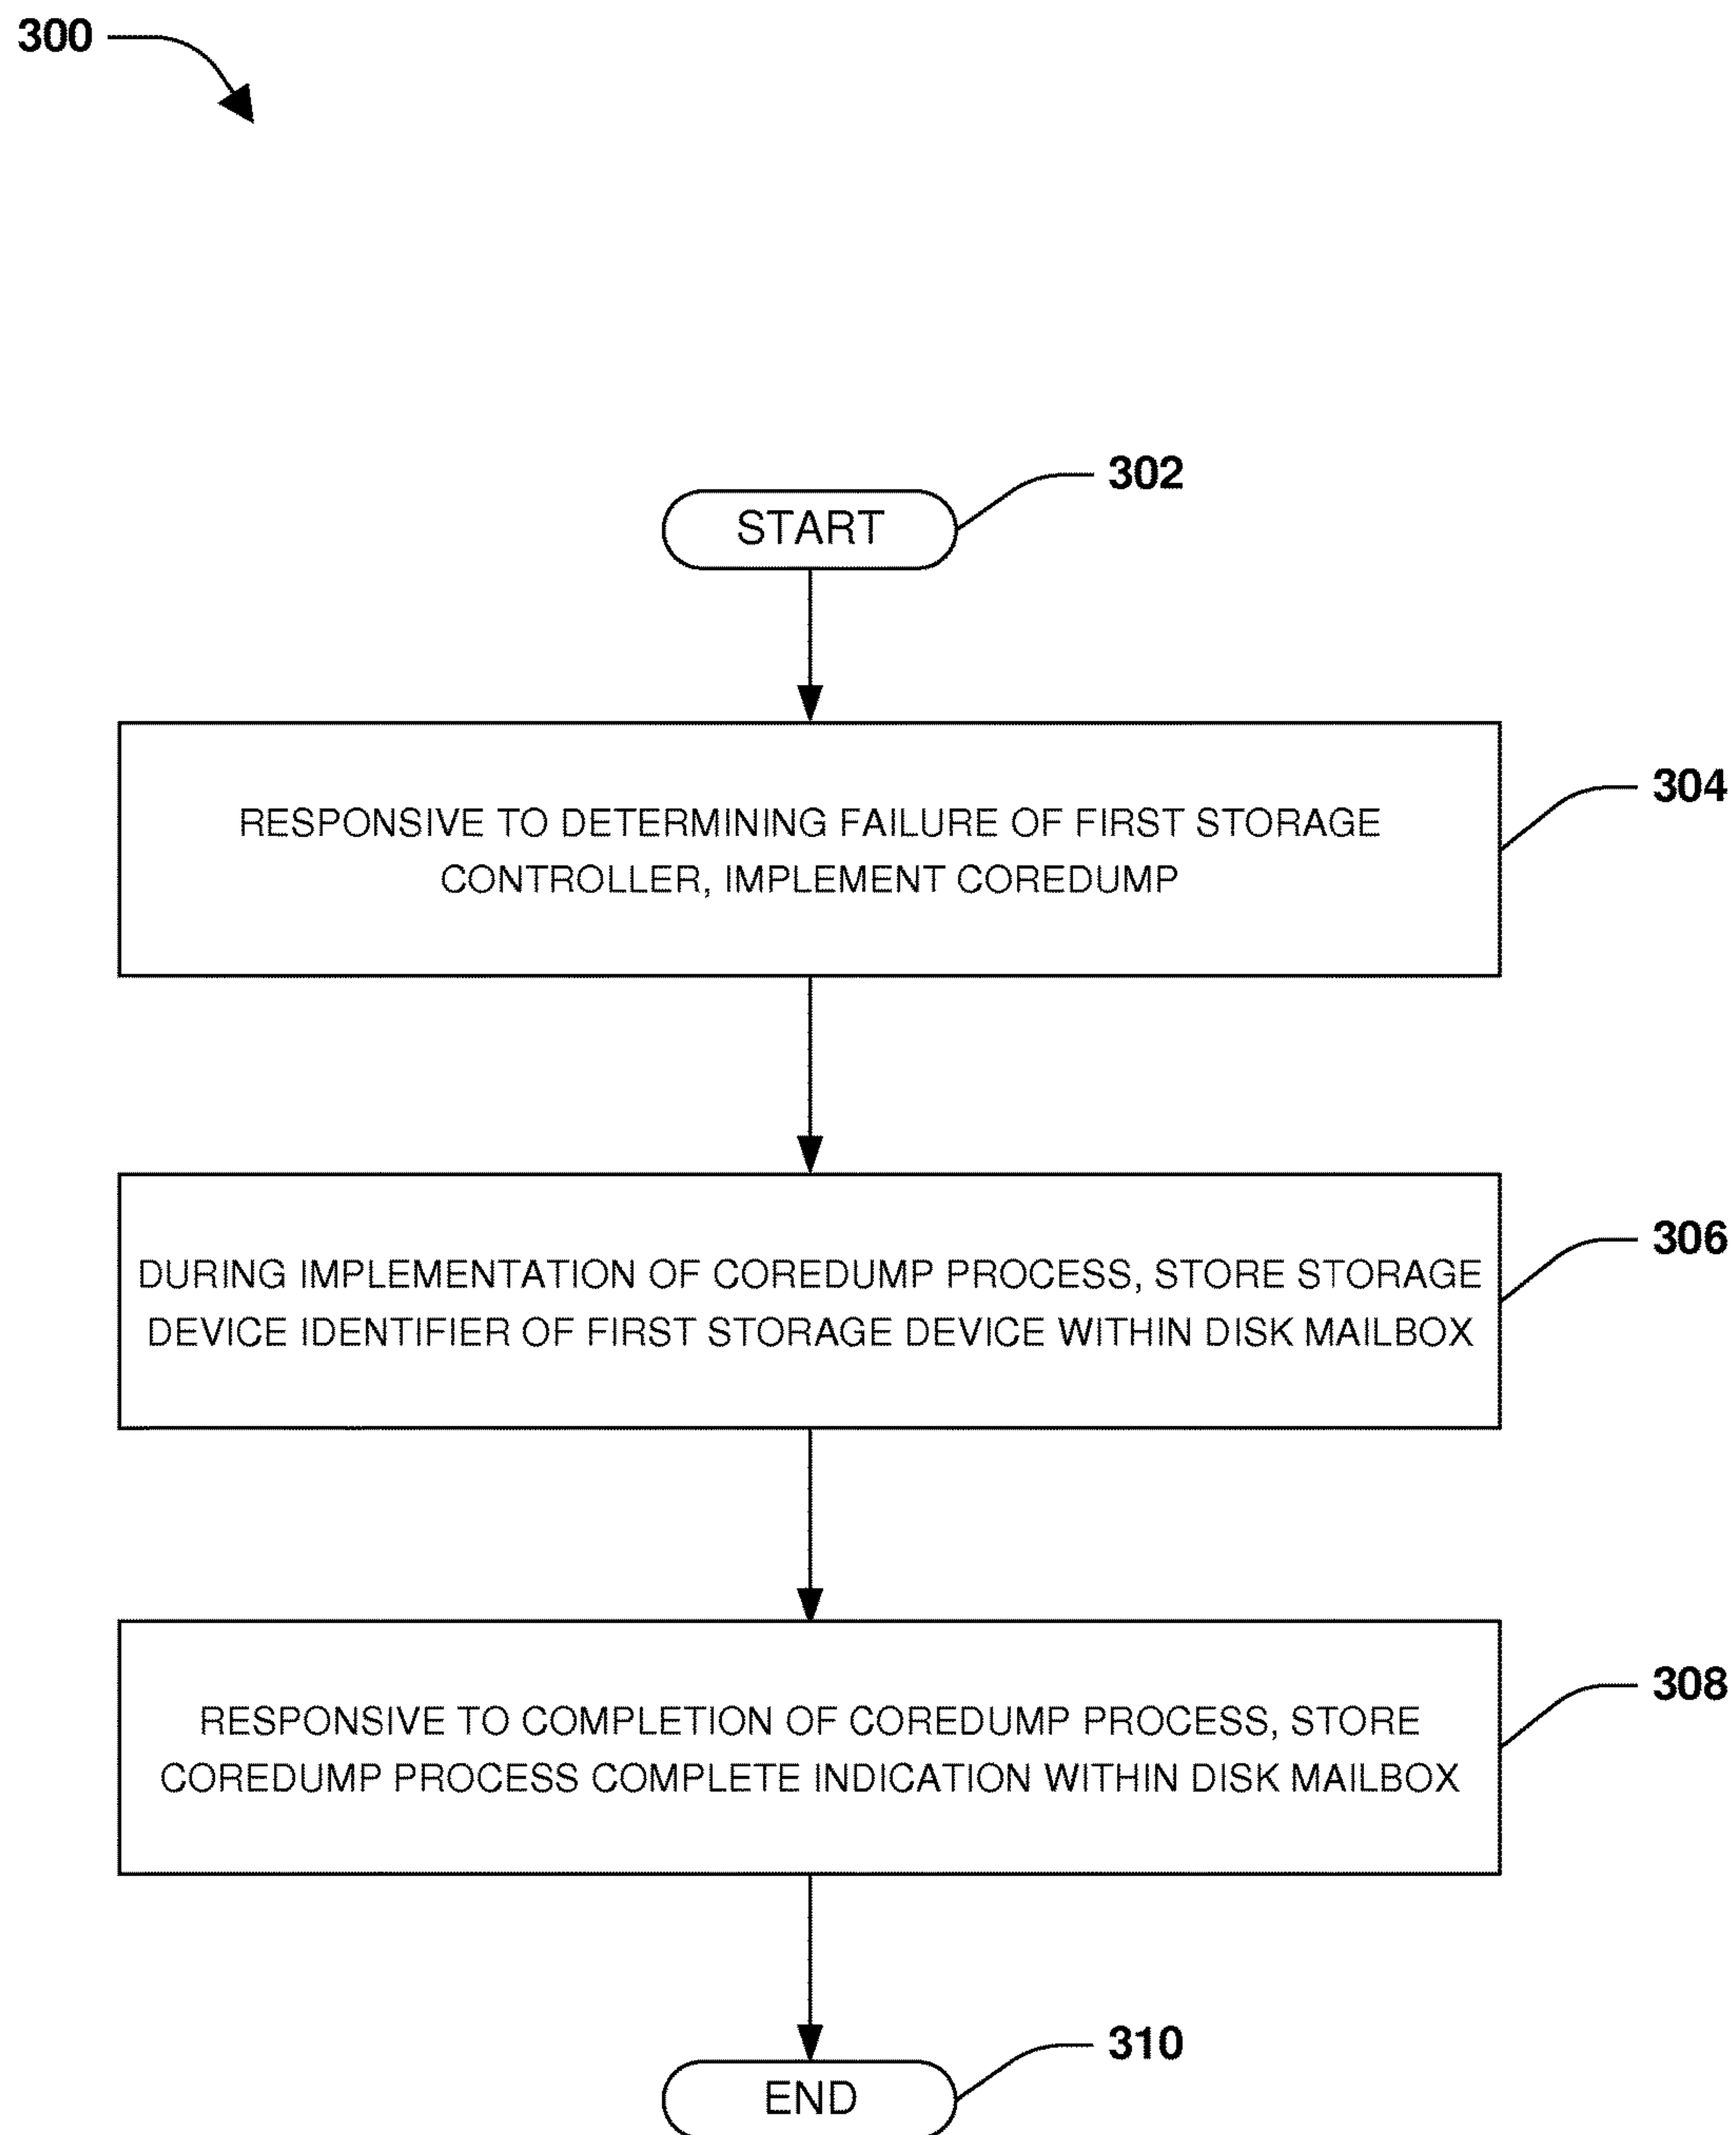 300
302
START
304
RESPONSIVE TO DETERMINING FAILURE OF FIRST STORAGE
CONTROLLER, IMPLEMENT COREDUMP
306
DURING IMPLEMENTATION OF COREDUMP PROCESS, STORE STORAGE
DEVICE IDENTIFIER OF FIRST STORAGE DEVICE WITHIN DISK MAILBOX
308
RESPONSIVE TO COMPLETION OF COREDUMP PROCESS, STORE
COREDUMP PROCESS COMPLETE INDICATION WITHIN DISK MAILBOX
310
END